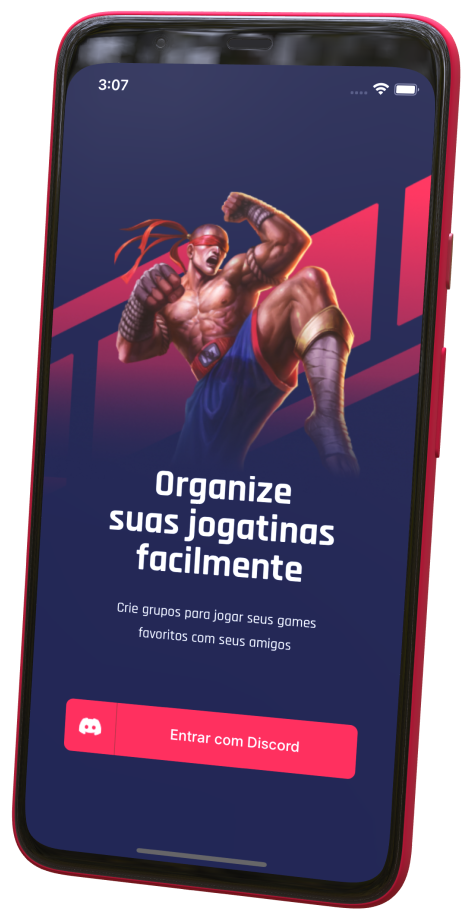 3:07
Organize
suas jogatinas
facilmente
Crie grupos para jogar seus games
favoritos com seus amigos
Entrar com Discord